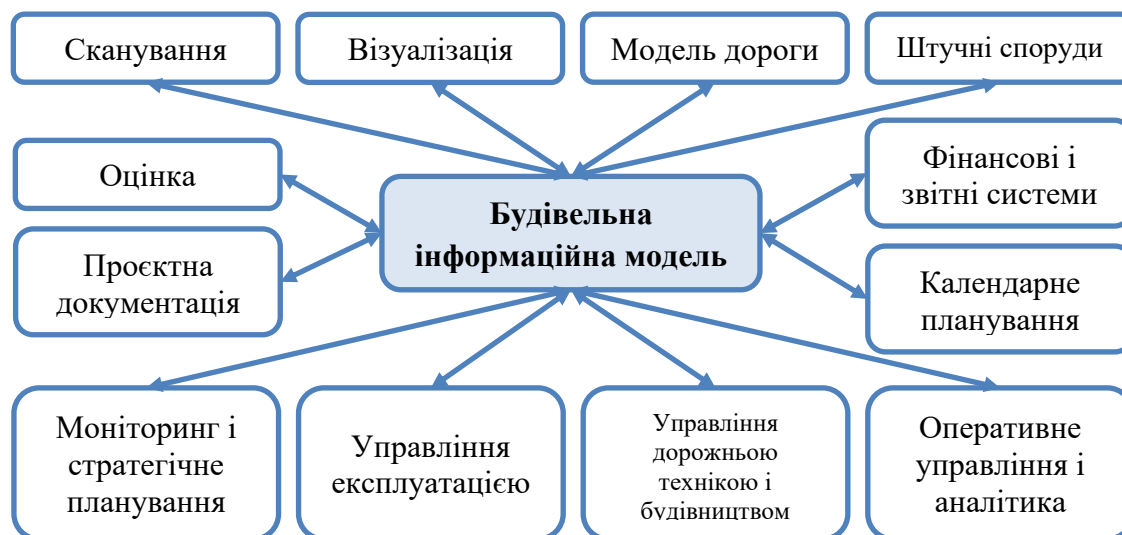 Сканування
Візуалізація
Модель дороги
Штучні споруди
Оцінка
Фінансові і
звітні системи
Будівельна
інформаційна модель
Проєктна
документація
Календарне
планування
Моніторинг і
стратегічне
планування
Управління
експлуатацією
Управління
дорожньою
технікою і
будівництвом
Оперативне
управління і
аналітика